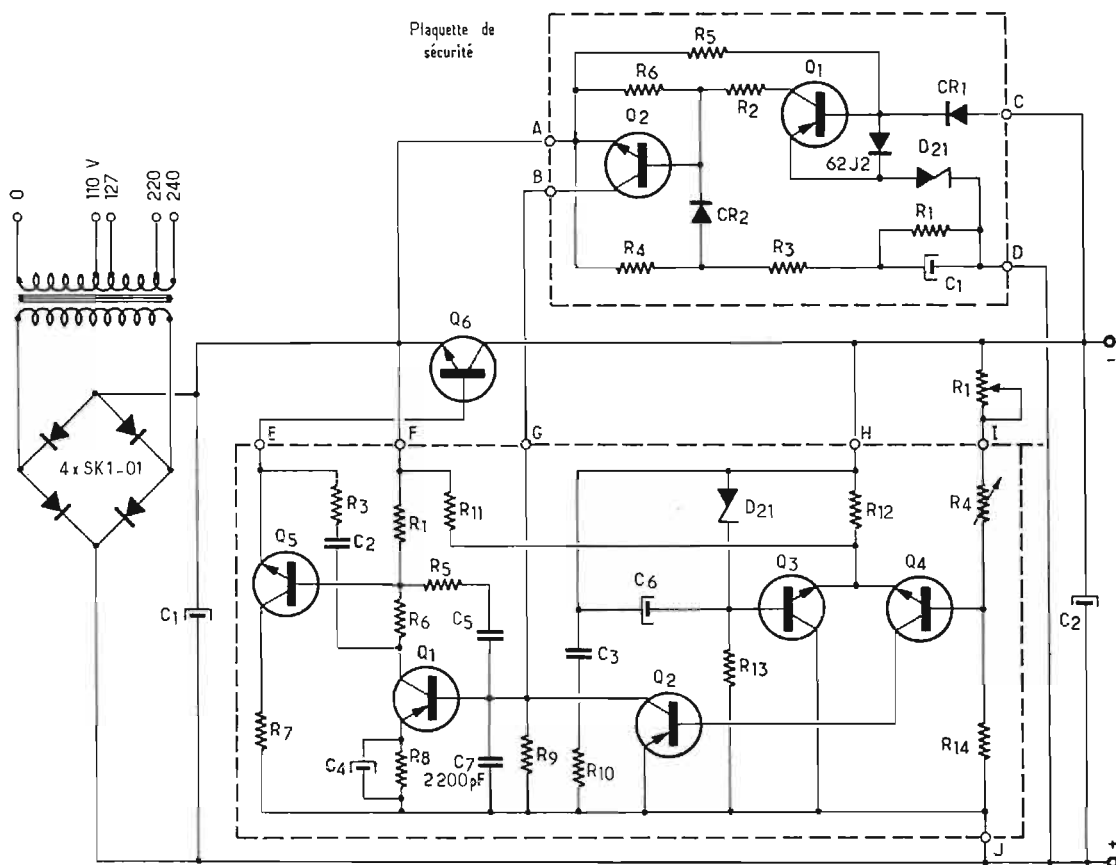 Plaquette de
sécurité
R5
R6
R2
Q1
CR1
C
A
Q2
B
62J2
D21
CR2
R1
R4
R3
C1
D
0
110 V
127
220
240
Q6
-
R1
4 x SK1-01
E
F
G
H
I
R3
R1
R11
D21
R12
R4
C2
Q5
R5
C6
Q3
Q4
C1
R6
C5
C3
C2
Q1
R13
Q2
R7
C4
R8
C7
2200pF
R9
R10
R14
J
+